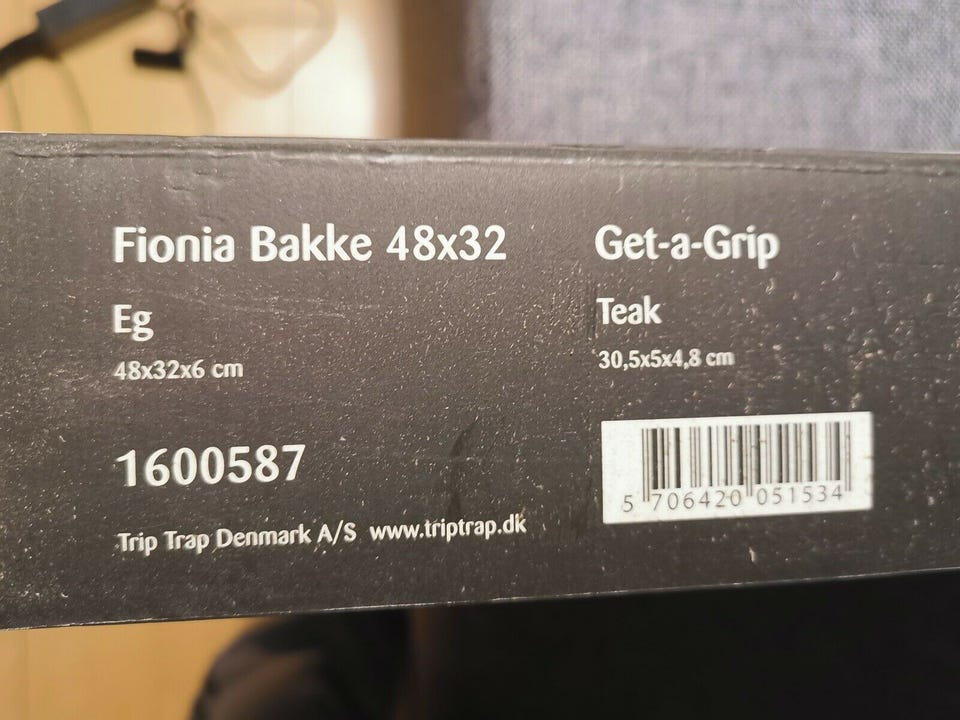 Fionia Bakke 48x32
Eg
48x32x6 cm
1600587
Trip Trap Denmark A/S www.triptrap.dk
Get-a-Grip
Teak
30,5x5x4,8 cm
5 706420 051534